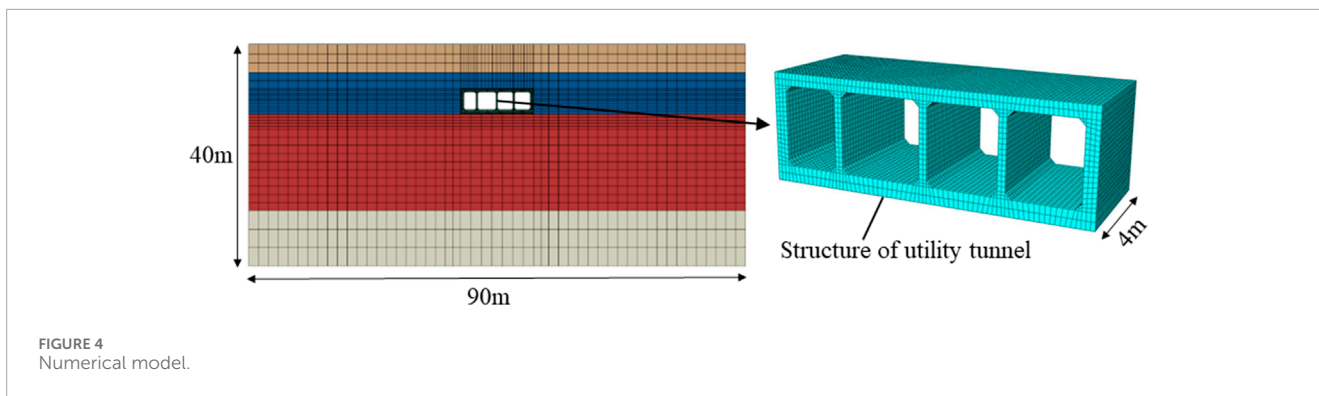 40m
90m
Structure of utility tunnel
4m
FIGURE 4
Numerical model.